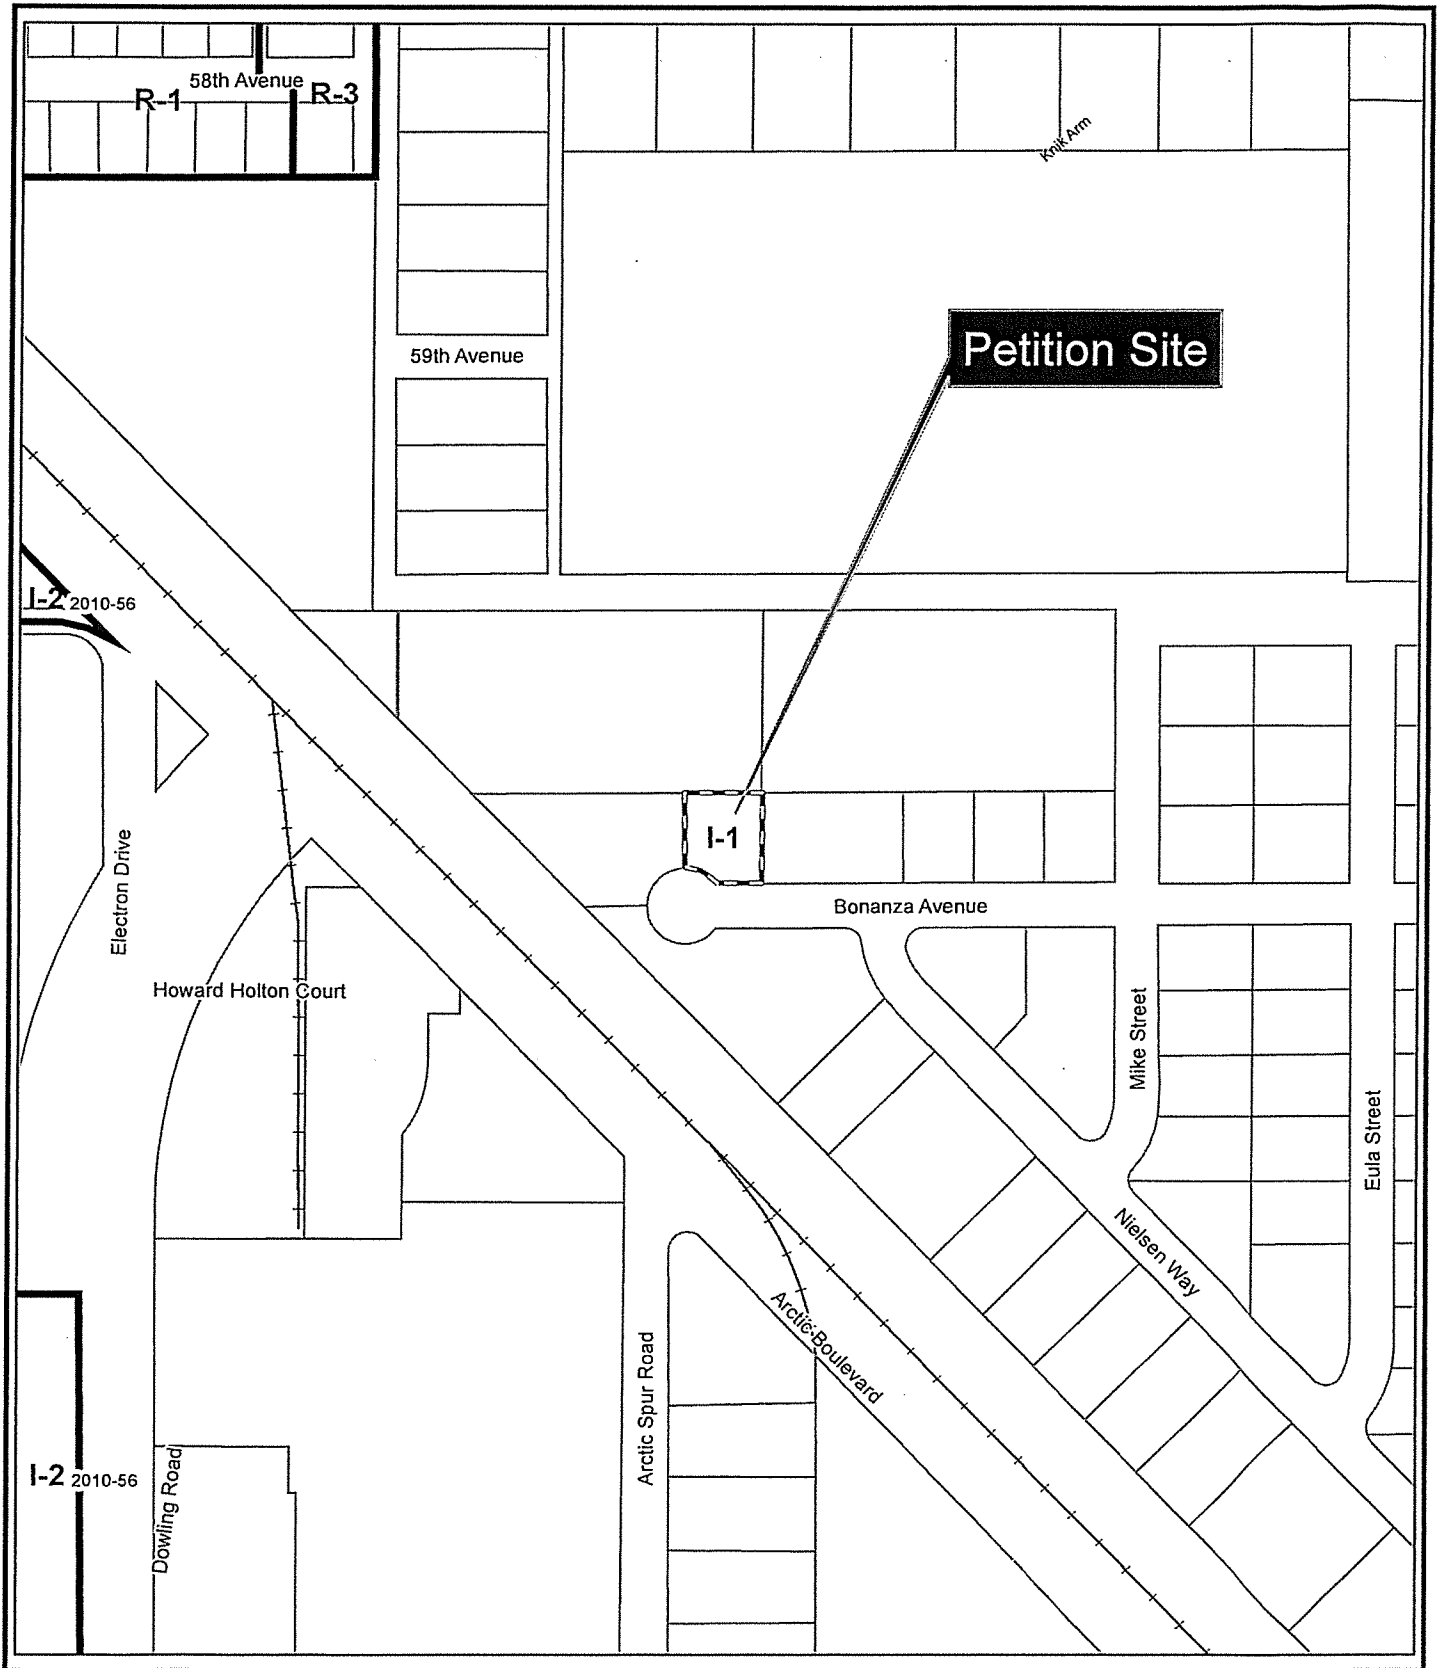 58th Avenue
R-1
R-3
Knik Arm
Petition Site
59th Avenue
I-2 2010-56
I-1
Electron Drive
Bonanza Avenue
Howard Holton Court
Mike Street
Eula Street
Nielsen Way
Arctic Boulevard
Arctic Spur Road
I-2 2010-56
Dowling Road